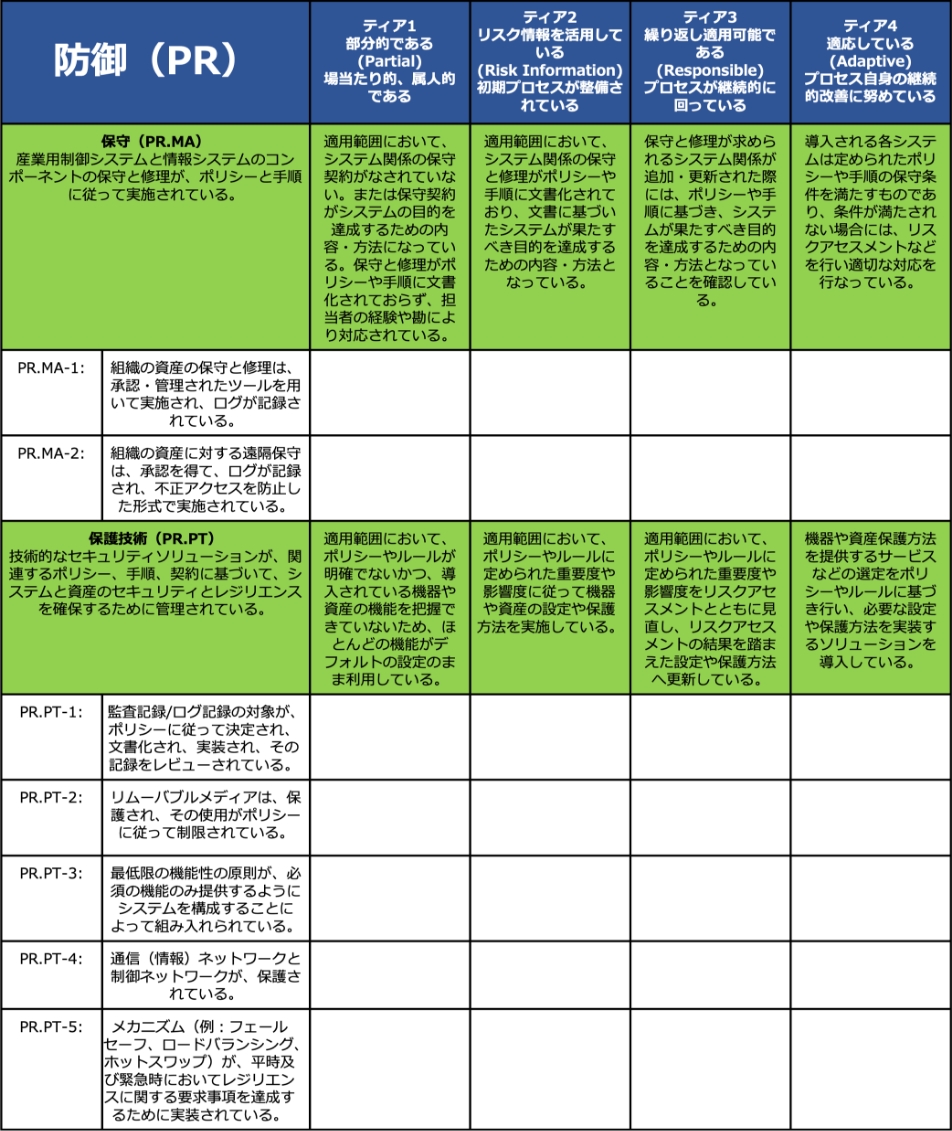 防御（PR）
ティア1
部分的である
(Partial)
場当たり的、属人的
である
ティア2
リスク情報を活用して
いる
(Risk Information)
初期プロセスが整備さ
れている
ティア3
繰り返し適用可能で
ある
(Responsible)
プロセスが継続的に
回っている
ティア4
適応している
(Adaptive)
プロセス自身の継続
的改善に努めている
保守（PR.MA）
産業用制御システムと情報システムのコン
ポーネントの保守と修理が、ポリシーと手順
に従って実施されている。
適用範囲において、
システム関係の保守
契約がなされていな
い。または保守契約
がシステムの目的を
達成するための内
容・方法になってい
る。保守と修理がポ
リシーや手順に文書
化されておらず、担
当者の経験や勘によ
り対応されている。
適用範囲において、
システム関係の保守
と修理がポリシーや
手順に文書化されて
おり、文書に基づい
たシステムが果たす
べき目的を達成する
ための内容・方法と
なっている。
保守と修理が求めら
れるシステム関係が
追加・更新された際
には、ポリシーや手
順に基づき、システ
ムが果たすべき目的
を達成するための内
容・方法となってい
ることを確認してい
る。
導入される各システ
ムは定められたポリ
シーや手順の保守条
件を満たすものであ
り、条件が満たされ
ない場合には、リス
クアセスメントなど
を行い適切な対応を
行なっている。
PR.MA-1:
組織の資産の保守と修理は、
承認・管理されたツールを用
いて実施され、ログが記録さ
れている。
PR.MA-2:
組織の資産に対する遠隔保守
は、承認を得て、ログが記録
され、不正アクセスを防止し
た形式で実施されている。
保護技術（PR.PT）
技術的なセキュリティソリューションが、関
連するポリシー、手順、契約に基づいて、シ
ステムと資産のセキュリティとレジリエンス
を確保するために管理されている。
適用範囲において、
ポリシーやルールが
明確でないかつ、導
入されている機器や
資産の機能を把握で
きていないため、ほ
とんどの機能がデ
フォルトの設定のま
ま利用している。
適用範囲において、
ポリシーやルールに
定められた重要度や
影響度に従って機器
や資産の設定や保護
方法を実施している。
適用範囲において、
ポリシーやルールに
定められた重要度や
影響度をリスクアセ
スメントとともに見
直し、リスクアセス
メントの結果を踏ま
えた設定や保護方法
へ更新している。
機器や資産保護方法
を提供するサービス
などの選定をポリ
シーやルールに基づ
き行い、必要な設定
や保護方法を実装す
るソリューションを
導入している。
PR.PT-1:
監査記録/ログ記録の対象が、
ポリシーに従って決定され、
文書化され、実装され、その
記録をレビューされている。
PR.PT-2:
リムーバブルメディアは、保
護され、その使用がポリシー
に従って制限されている。
PR.PT-3:
最低限の機能性の原則が、必
須の機能のみ提供するように
システムを構成することに
よって組み入れられている。
PR.PT-4:
通信（情報）ネットワークと
制御ネットワークが、保護さ
れている。
PR.PT-5:
メカニズム（例：フェール
セーフ、ロードバランシング、
ホットスワップ）が、平時及
び緊急時においてレジリエン
スに関する要求事項を達成す
るために実装されている。